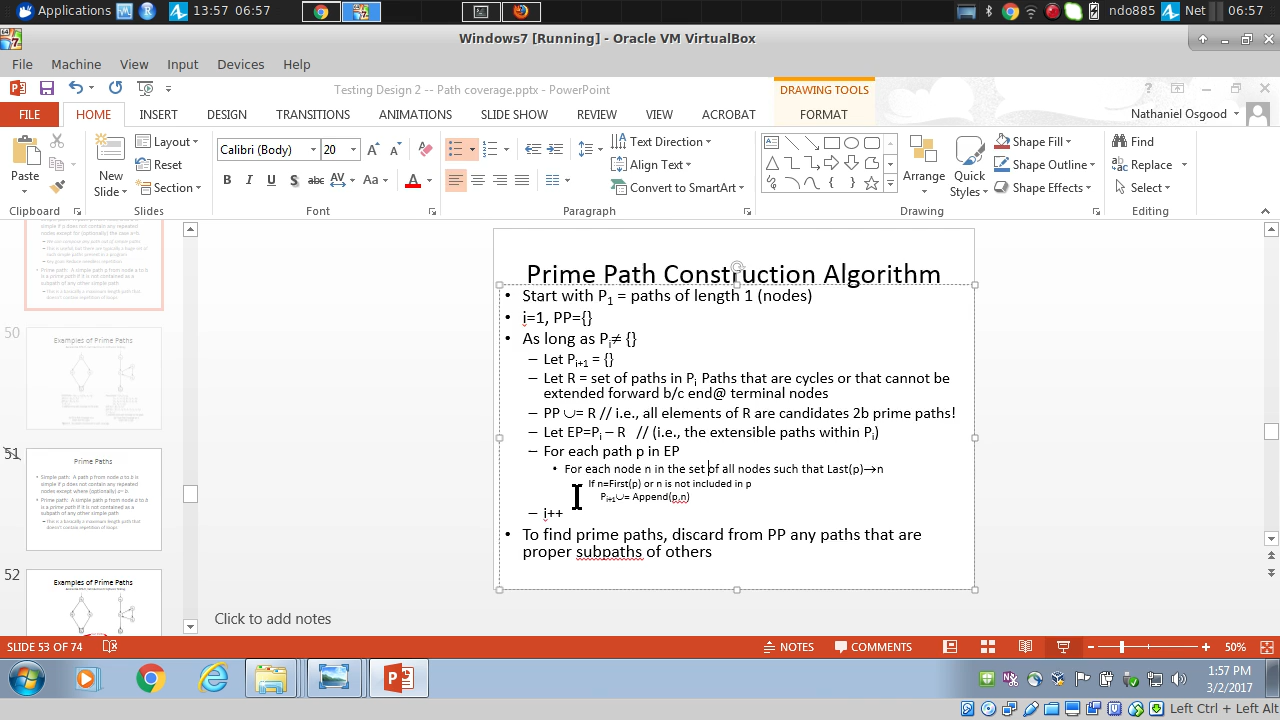 Applications 13:57 06:57 ndo885 Net 06:57
Windows7 [Running] - Oracle VM VirtualBox
File Machine View Input Devices Help
Testing Design 2 -- Path coverage.pptx - PowerPoint
DRAWING TOOLS
FILE HOME INSERT DESIGN TRANSITIONS ANIMATIONS SLIDE SHOW REVIEW VIEW ACROBAT FORMAT Nathaniel Osgood
Paste
New Slide
Layout
Reset
Section
Calibri (Body) 20
B I U S abc AV Aa A
Text Direction
Align Text
Convert to SmartArt
Arrange
Quick Styles
Shape Fill
Shape Outline
Shape Effects
Find
Replace
Select
Clipboard Slides Font Paragraph Drawing Editing
50
Examples of Prime Paths
51
Prime Paths
52
Examples of Prime Paths
Prime Path Construction Algorithm
• Start with P1 = paths of length 1 (nodes)
• i=1, PP={}
• As long as Pi≠ {}
– Let Pi+1 = {}
– Let R = set of paths in Pi Paths that are cycles or that cannot be
extended forward b/c end@ terminal nodes
– PP ∪= R // i.e., all elements of R are candidates 2b prime paths!
– Let EP=Pi – R // (i.e., the extensible paths within Pi)
– For each path p in EP
• For each node n in the set of all nodes such that Last(p)→n
If n=First(p) or n is not included in p
Pi+1∪= Append(p,n)
– i++
• To find prime paths, discard from PP any paths that are
proper subpaths of others
Click to add notes
SLIDE 53 OF 74 NOTES COMMENTS 50%
1:57 PM
3/2/2017
Left Ctrl + Left Alt